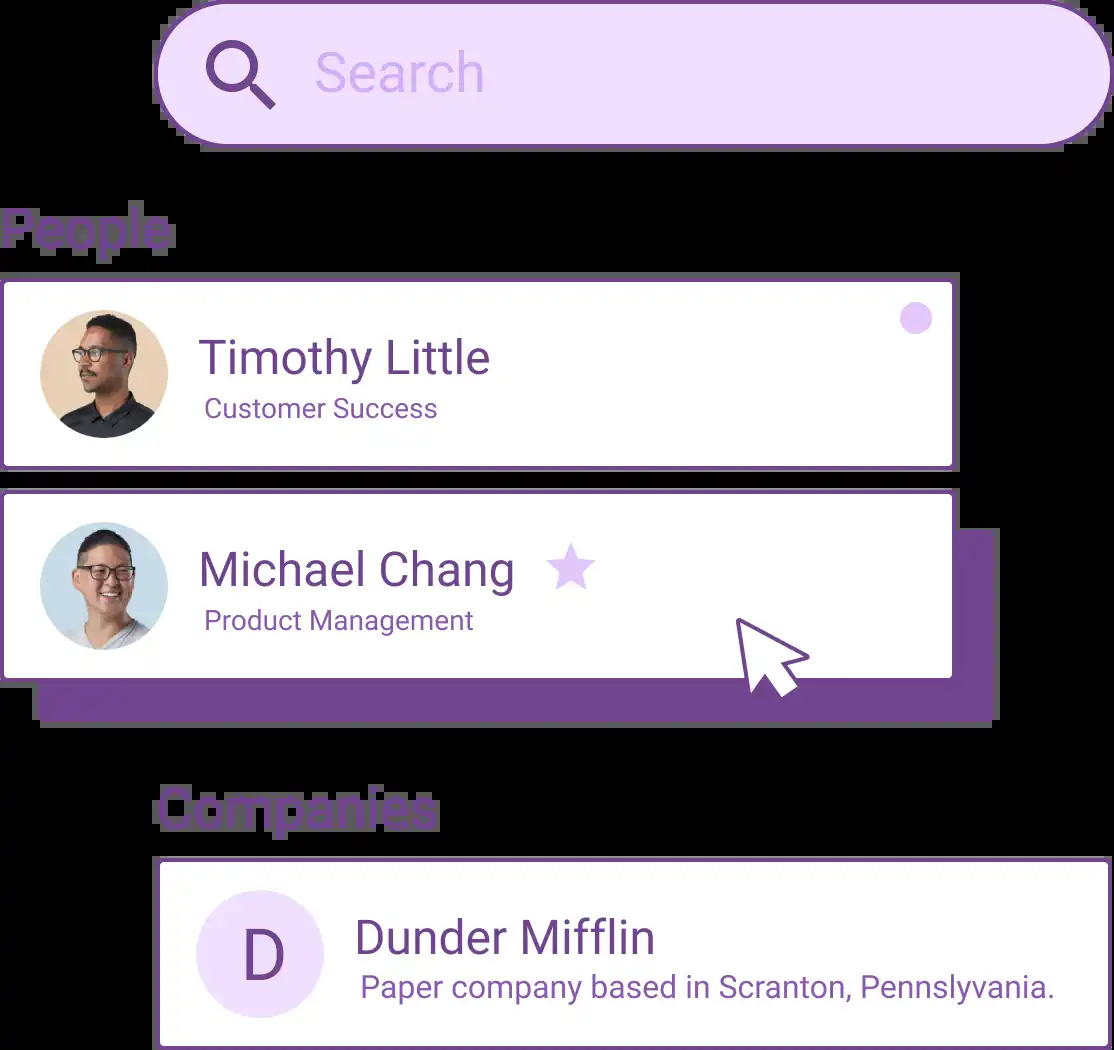 Search
People
Timothy Little
Customer Success
Michael Chang
Product Management
Companies
D
Dunder Mifflin
Paper company based in Scranton, Pennslyvania.